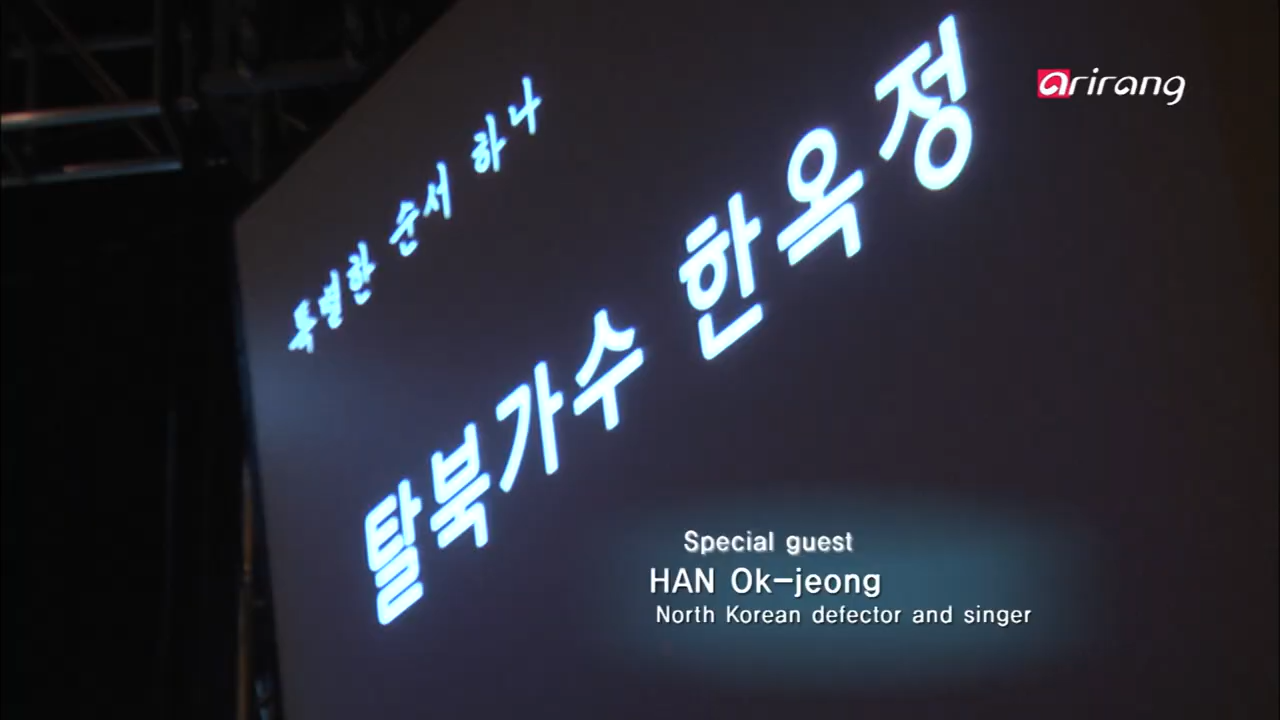 arirang
특별한 순서 하나
탈북가수 한옥정
Special guest
HAN Ok-jeong
North Korean defector and singer